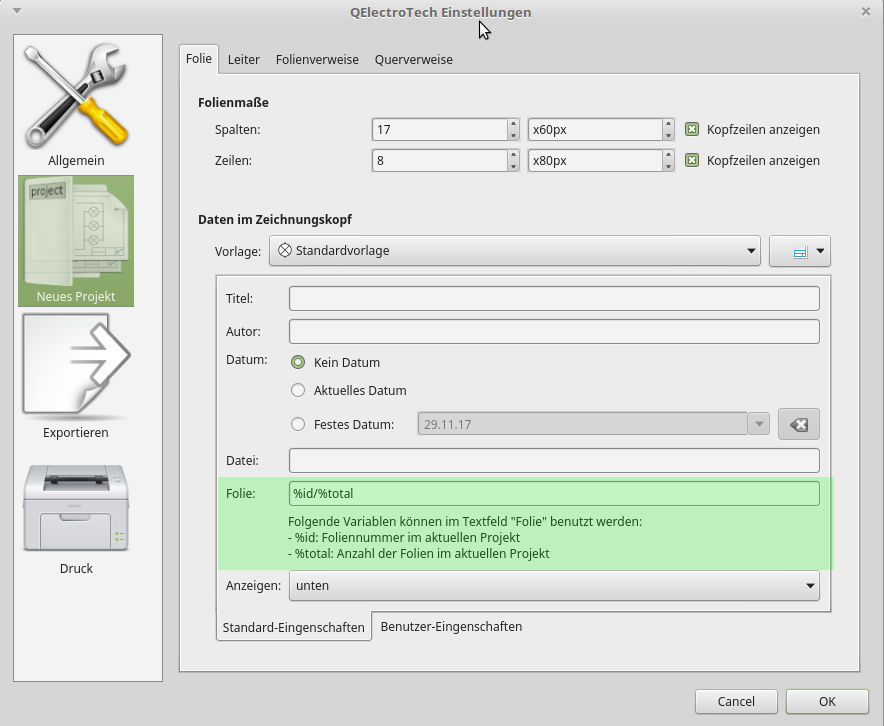 QElectroTech Einstellungen
Allgemein
project
Neues Projekt
Exportieren
Druck
Folie Leiter Folienverweise Querverweise
Folienmaße
Spalten: 17 x60px Kopfzeilen anzeigen
Zeilen: 8 x80px Kopfzeilen anzeigen
Daten im Zeichnungskopf
Vorlage: Standardvorlage
Titel:
Autor:
Datum: Kein Datum
Aktuelles Datum
Festes Datum: 29.11.17
Datei:
Folie: %id/%total
Folgende Variablen können im Textfeld "Folie" benutzt werden:
- %id: Foliennummer im aktuellen Projekt
- %total: Anzahl der Folien im aktuellen Projekt
Anzeigen: unten
Standard-Eingenschaften Benutzer-Eingenschaften
Cancel OK